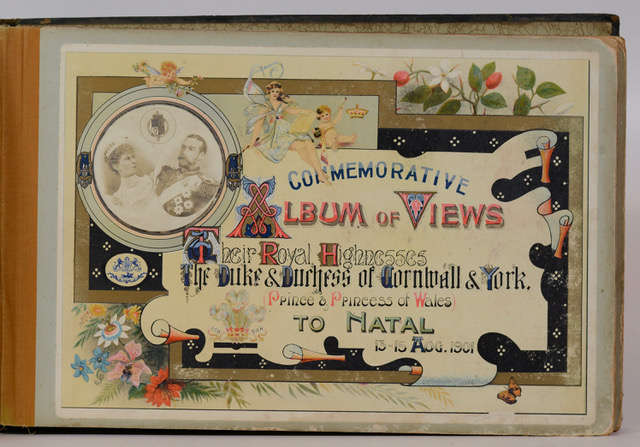 COMMEMORATIVE
ALBUM OF VIEWS
Their Royal Highnesses
The Duke & Duchess of Cornwall & York.
(Prince & Princess of Wales)
TO NATAL
13-15 AUG. 1901